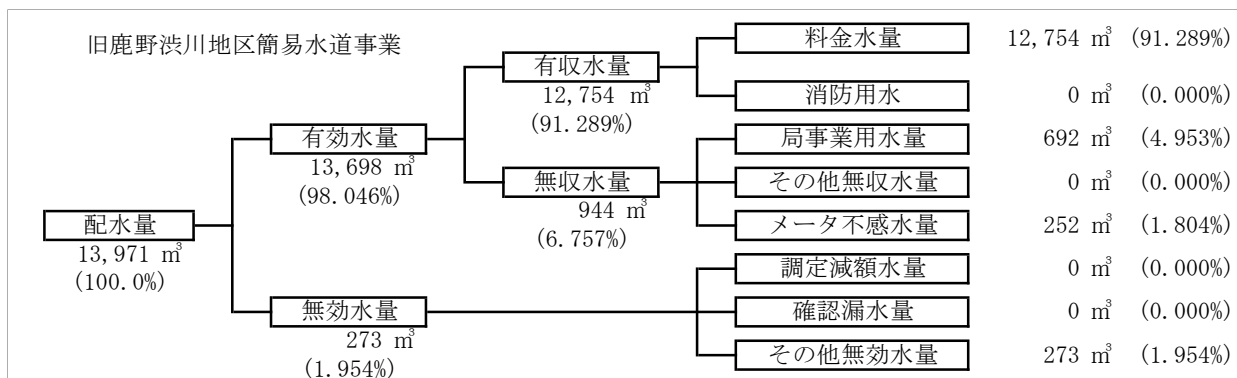 旧鹿野渋川地区簡易水道事業
料金水量 12,754 ㎥ (91.289%)
有収水量
12,754 ㎥
(91.289%)
消防用水 0 ㎥ (0.000%)
有効水量
13,698 ㎥
(98.046%)
局事業用水量 692 ㎥ (4.953%)
無収水量
944 ㎥
(6.757%)
その他無収水量 0 ㎥ (0.000%)
配水量
13,971 ㎥
(100.0%)
メータ不感水量 252 ㎥ (1.804%)
調定減額水量 0 ㎥ (0.000%)
無効水量
273 ㎥
(1.954%)
確認漏水量 0 ㎥ (0.000%)
その他無効水量 273 ㎥ (1.954%)